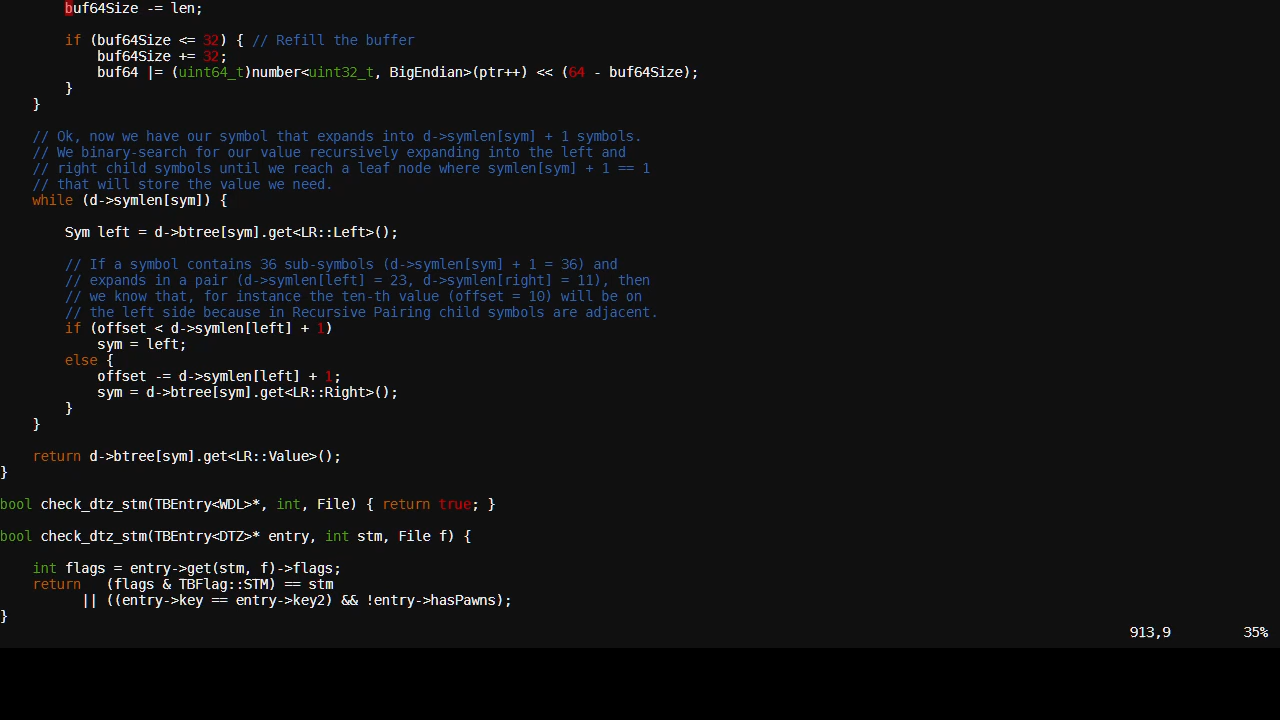 buf64Size -= len;

        if (buf64Size <= 32) { // Refill the buffer
            buf64Size += 32;
            buf64 |= (uint64_t)number<uint32_t, BigEndian>(ptr++) << (64 - buf64Size);
        }
    }

    // Ok, now we have our symbol that expands into d->symlen[sym] + 1 symbols.
    // We binary-search for our value recursively expanding into the left and
    // right child symbols until we reach a leaf node where symlen[sym] + 1 == 1
    // that will store the value we need.
    while (d->symlen[sym]) {

        Sym left = d->btree[sym].get<LR::Left>();

        // If a symbol contains 36 sub-symbols (d->symlen[sym] + 1 = 36) and
        // expands in a pair (d->symlen[left] = 23, d->symlen[right] = 11), then
        // we know that, for instance the ten-th value (offset = 10) will be on
        // the left side because in Recursive Pairing child symbols are adjacent.
        if (offset < d->symlen[left] + 1)
            sym = left;
        else {
            offset -= d->symlen[left] + 1;
            sym = d->btree[sym].get<LR::Right>();
        }
    }

    return d->btree[sym].get<LR::Value>();
}

bool check_dtz_stm(TBEntry<WDL>*, int, File) { return true; }

bool check_dtz_stm(TBEntry<DTZ>* entry, int stm, File f) {

    int flags = entry->get(stm, f)->flags;
    return   (flags & TBFlag::STM) == stm
          || ((entry->key == entry->key2) && !entry->hasPawns);
}
913,9         35%